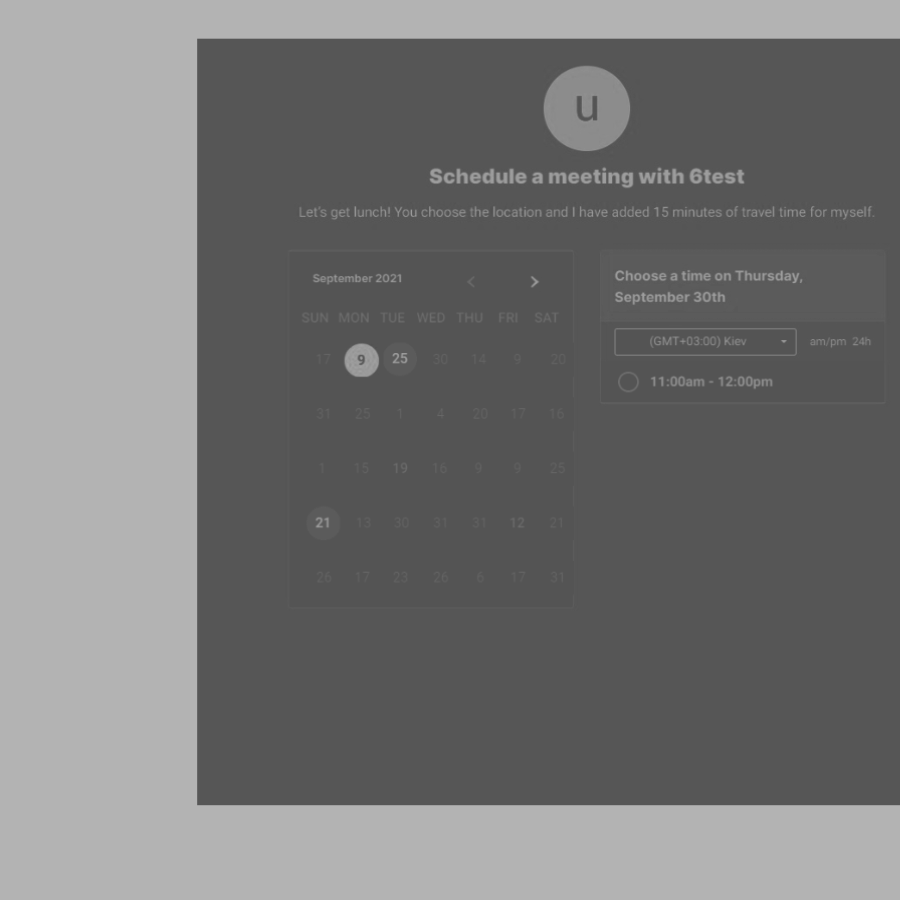 u
Schedule a meeting with 6test
Let's get lunch! You choose the location and I have added 15 minutes of travel time for myself.
September 2021
SUN MON TUE WED THU FRI SAT
17 9 25 30 14 9 20
31 25 1 4 20 17 16
1 15 19 16 9 9 25
21 13 30 31 31 12 21
26 17 23 26 6 17 31
Choose a time on Thursday,
September 30th
(GMT+03:00) Kiev am/pm 24h
11:00am - 12:00pm